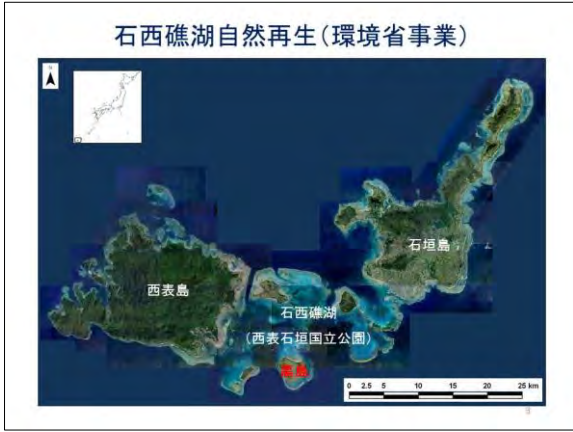 石西礁湖自然再生(環境省事業)
N
石垣島
西表島
石西礁湖
(西表石垣国立公園)
黒島
0 2.5 5 10 15 20 25 km